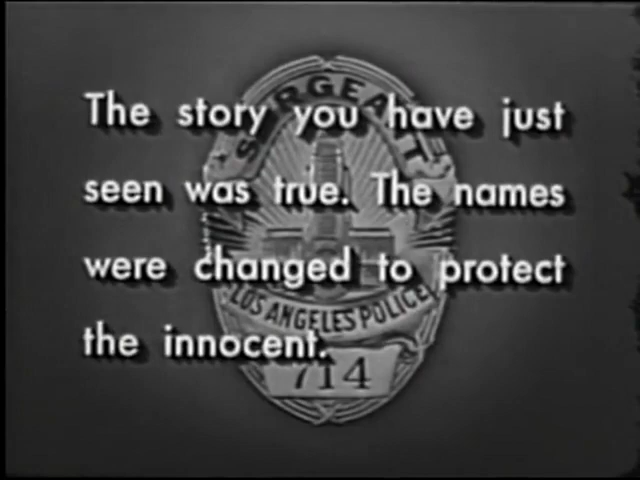 The story you have just
seen was true. The names
were changed to protect
the innocent.
SERGEANT
LOS ANGELES POLICE
714